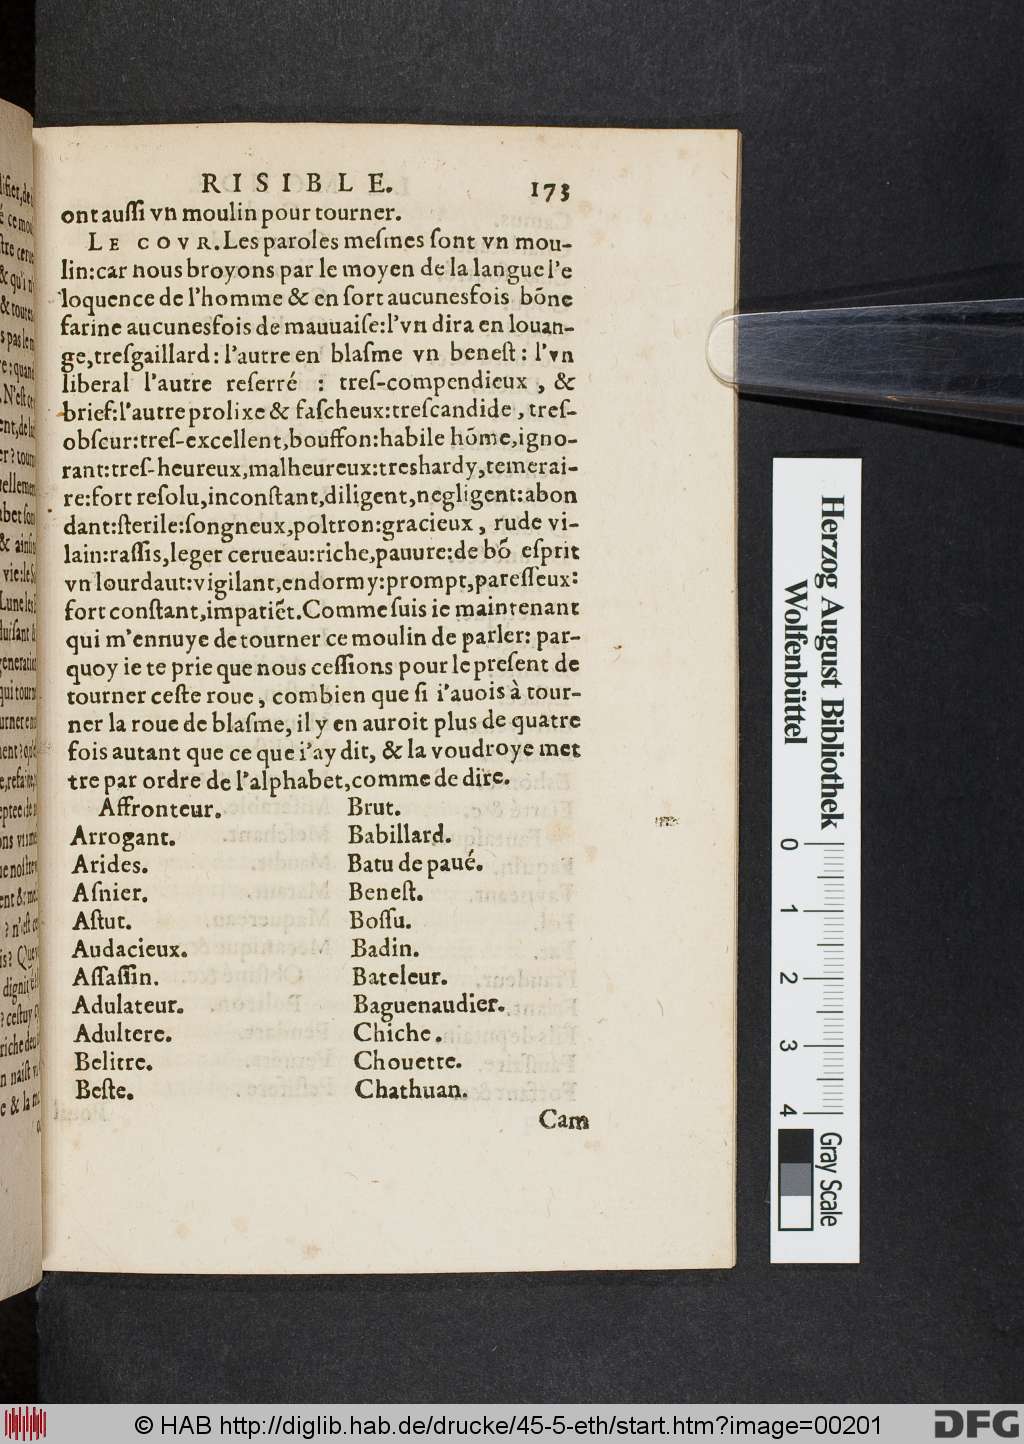 RISIBLE. 173
ont auſſi vn moulin pour tourner.
LE COVR. Les paroles meſmes ſont vn mou-
lin:car nous broyons par le moyen de la langue l'e
loquence de l'homme & en ſort aucunesfois bõne
farine aucunesfois de mauuaiſe:l'vn dira en louan-
ge,treſgaillard: l'autre en blaſme vn beneſt: l'vn
liberal l'autre reſerré : treſ-compendieux , &
brief:l'autre prolixe & faſcheux:treſcandide , treſ-
obſcur:treſ-excellent,bouffon:habile hõme,igno-
rant:treſ-heureux,malheureux:treshardy,temerai-
re:fort reſolu,inconſtant,diligent,negligent:abon
dant:ſterile:ſongneux,poltron:gracieux , rude vi-
lain:raſſis,leger cerueau:riche,pauure:de bõ eſprit
vn lourdaut:vigilant,endormy:prompt,pareſſeux:
fort conſtant,impatiẽt.Comme ſuis ie maintenant
qui m'ennuye de tourner ce moulin de parler: par-
quoy ie te prie que nous ceſſions pour le preſent de
tourner ceſte roue, combien que ſi i'auois à tour-
ner la roue de blaſme, il y en auroit plus de quatre
fois autant que ce que i'ay dit, & la voudroye met
tre par ordre de l'alphabet,comme de dire.
Affronteur.
Arrogant.
Arides.
Aſnier.
Aſtut.
Audacieux.
Aſſaſſin.
Adulateur.
Adultere.
Belitre.
Beſte.
Brut.
Babillard.
Batu de paué.
Beneſt.
Boſſu.
Badin.
Bateleur.
Baguenaudier.
Chiche.
Chouette.
Chathuan.
Cam
Herzog August Bibliothek
Wolfenbüttel
0 1 2 3 4
Gray Scale
© HAB http://diglib.hab.de/drucke/45-5-eth/start.htm?image=00201
DFG